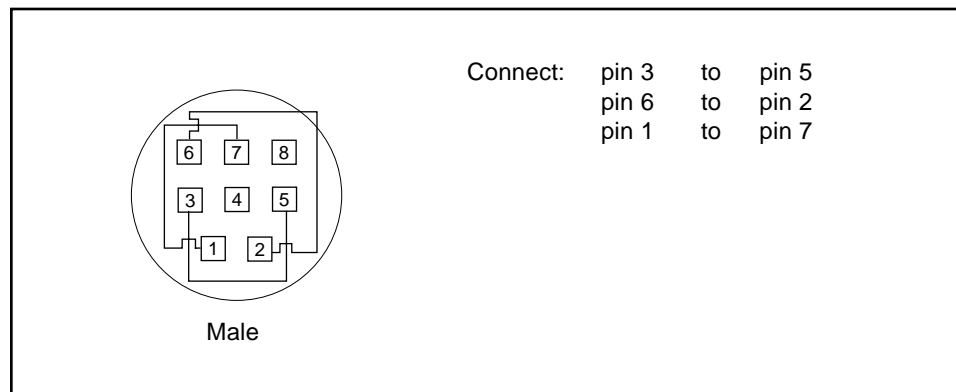 Connect: pin 3 to pin 5
pin 6 to pin 2
pin 1 to pin 7
6 7 8
3 4 5
1 2
Male